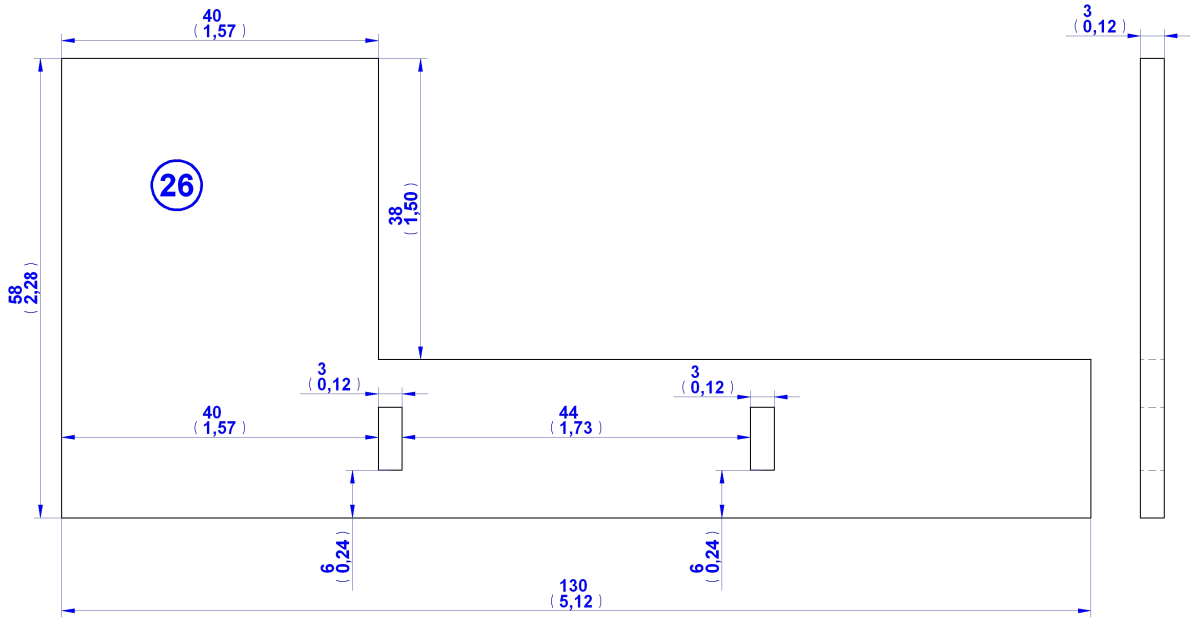 40
( 1,57 )
3
( 0,12 )
26
38
( 1,50 )
58
( 2,28 )
3
( 0,12 )
3
( 0,12 )
40
( 1,57 )
44
( 1,73 )
6
( 0,24 )
6
( 0,24 )
130
( 5,12 )